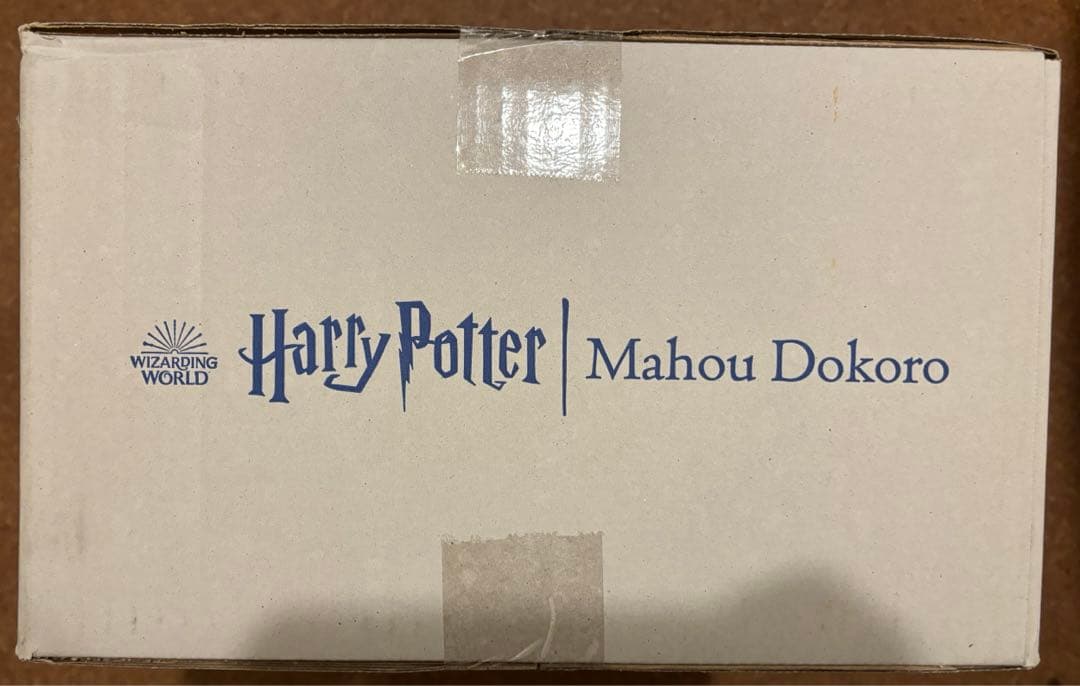 WIZARDING
WORLD
Harry Potter | Mahou Dokoro